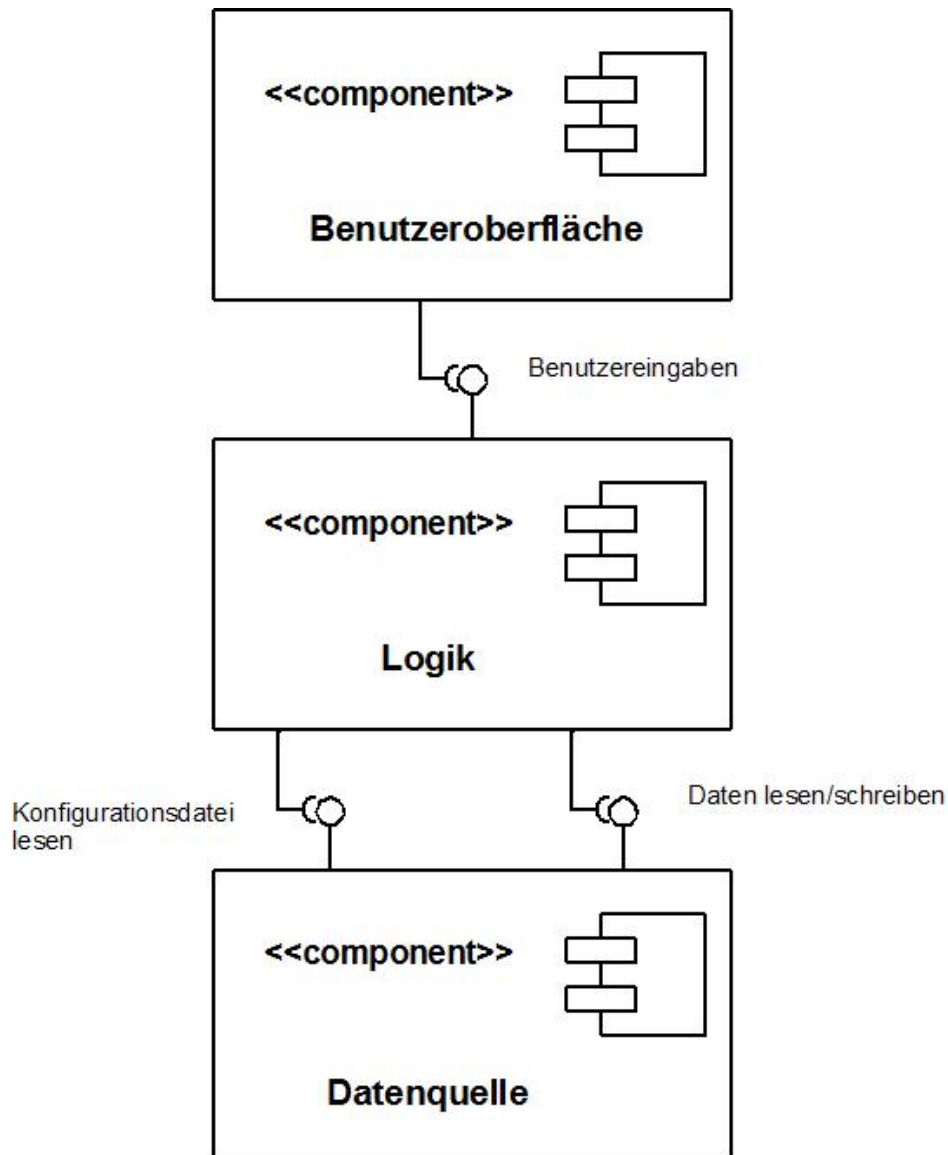 <<component>>
Benutzeroberfläche
Benutzereingaben
<<component>>
Logik
Konfigurationsdatei
lesen
Daten lesen/schreiben
<<component>>
Datenquelle